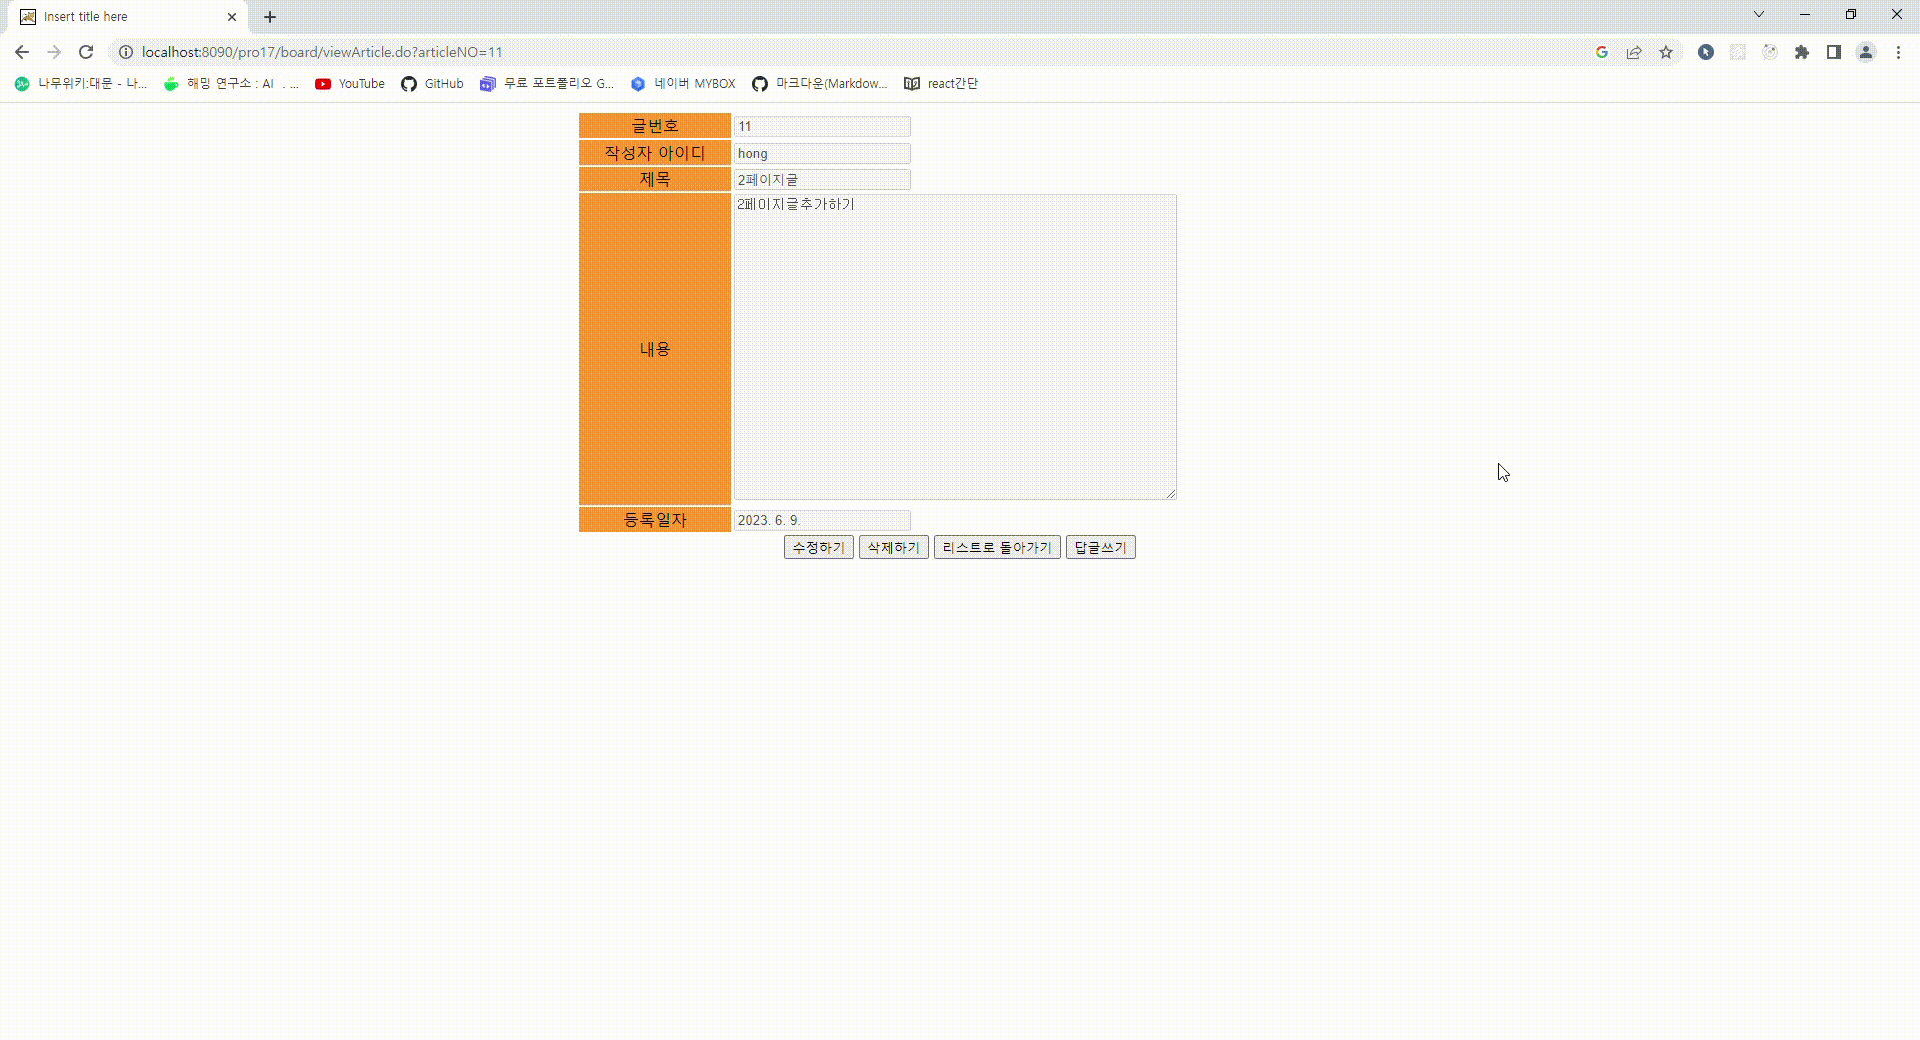 Insert title here
localhost:8090/pro17/board/viewArticle.do?articleNO=11
나무위키:대문 - 나... 해밍 연구소 : AI . ... YouTube GitHub 무료 포트폴리오 G... 네이버 MYBOX 마크다운(Markdow... react간단
글번호 11
작성자 아이디 hong
제목 2페이지글
내용 2페이지글추가하기
등록일자 2023. 6. 9.
수정하기 삭제하기 리스트로 돌아가기 답글쓰기